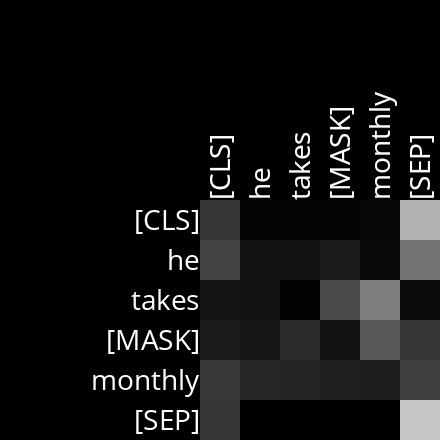 [CLS] he takes [MASK] monthly [SEP]
[CLS]
he
takes
[MASK]
monthly
[SEP]